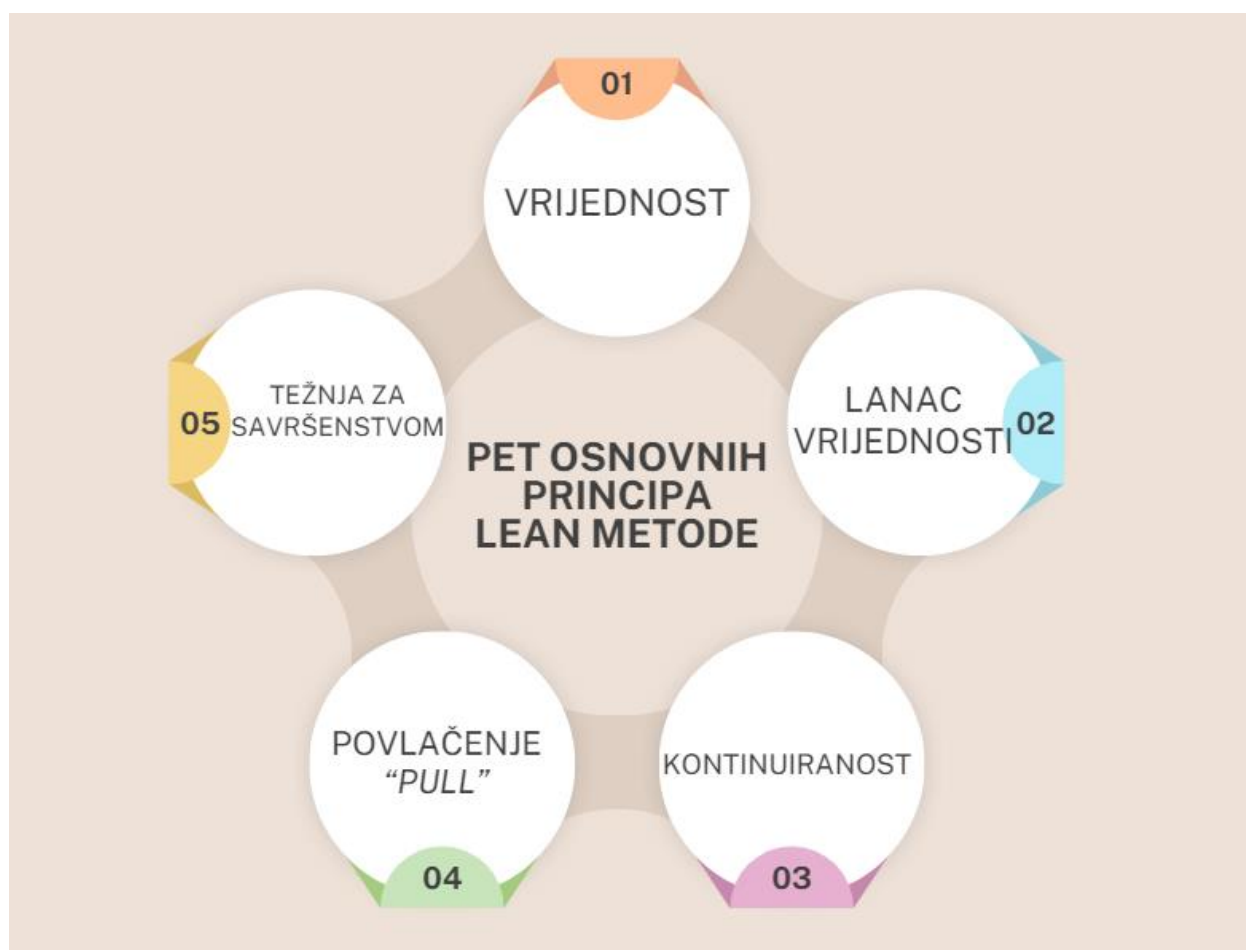 01
VRIJEDNOST
LANAC
VRIJEDNOSTI
02
KONTINUIRANOST
03
POVLAČENJE
“PULL”
04
TEŽNJA ZA
SAVRŠENSTVOM
05
PET OSNOVNIH
PRINCIPA
LEAN METODE